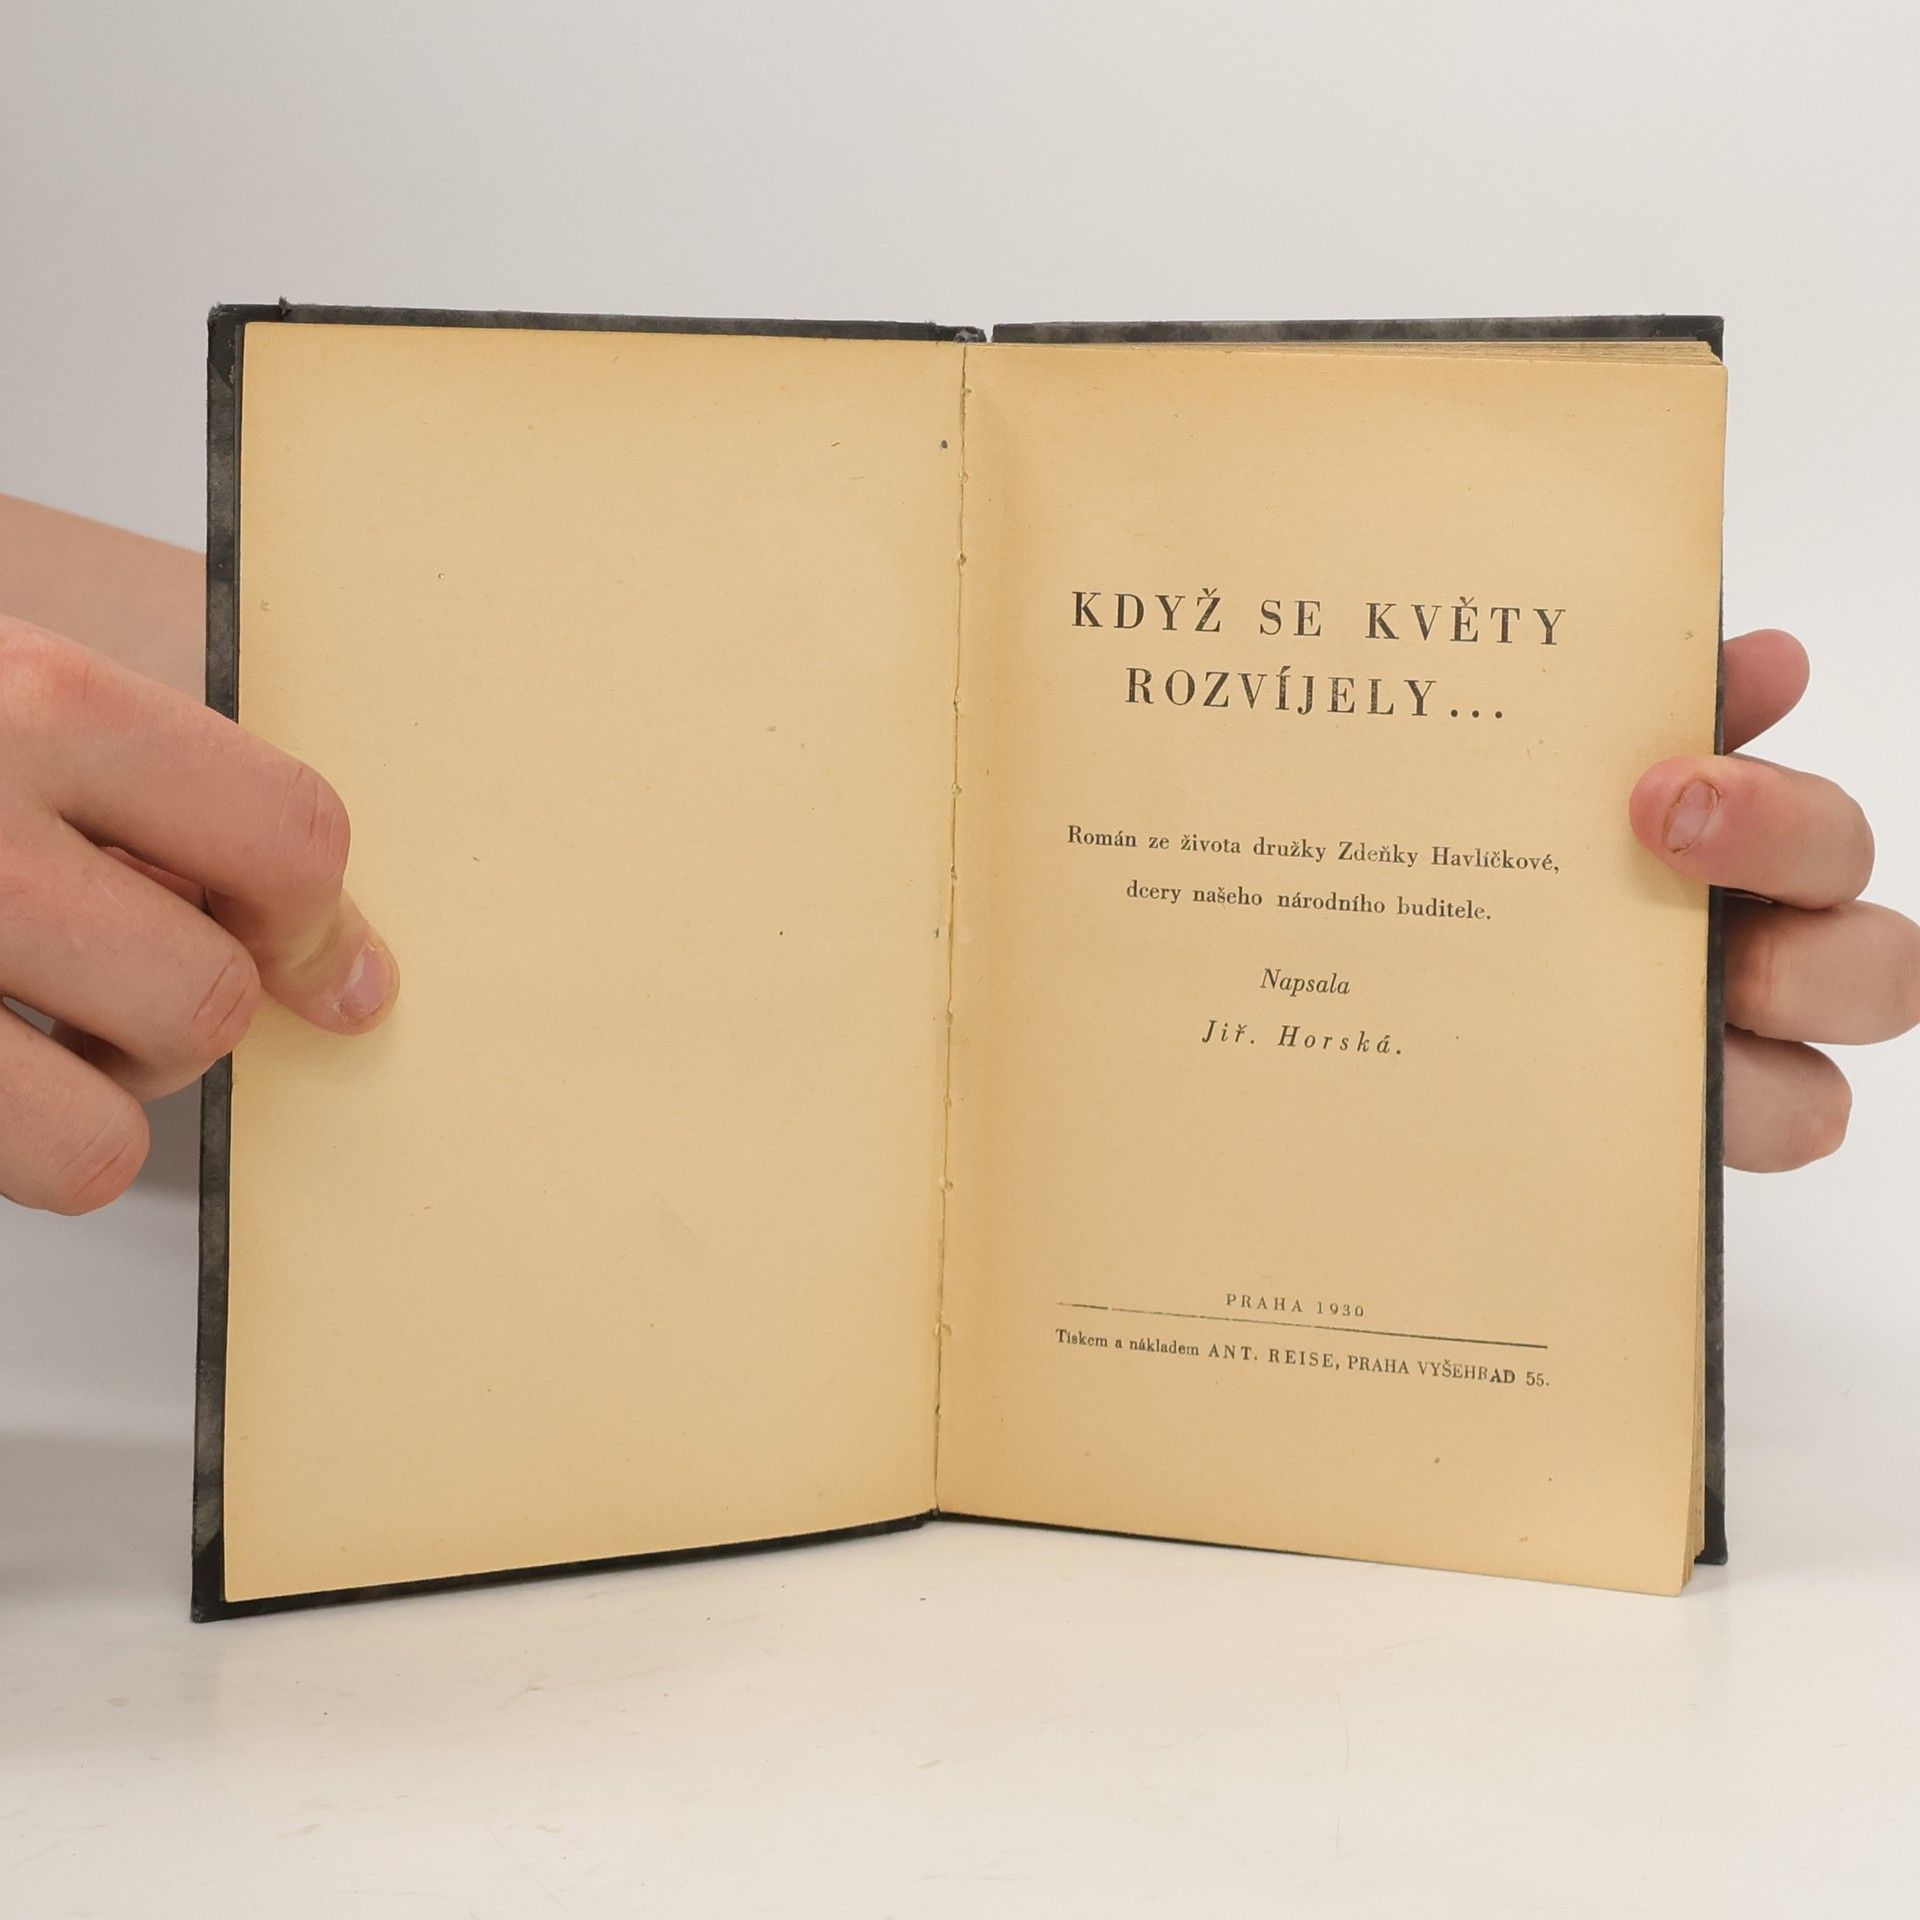 KDYŽ SE KVĚTY
ROZVÍJELY...
Román ze života družky Zdeňky Havlíčkové,
dcery našeho národního buditele.
Napsala
Jiř. Horská.
PRAHA 1930
Tiskem a nákladem ANT. REISE, PRAHA VYŠEHRAD 55.